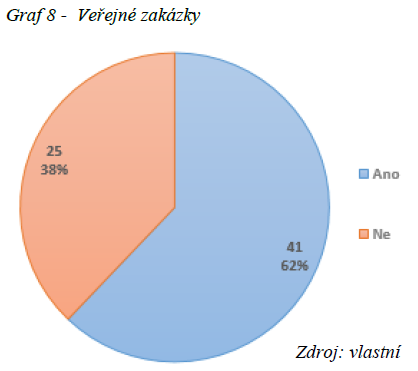 Graf 8 - Veřejné zakázky
25
38%
Ano
Ne
41
62%
Zdroj: vlastní